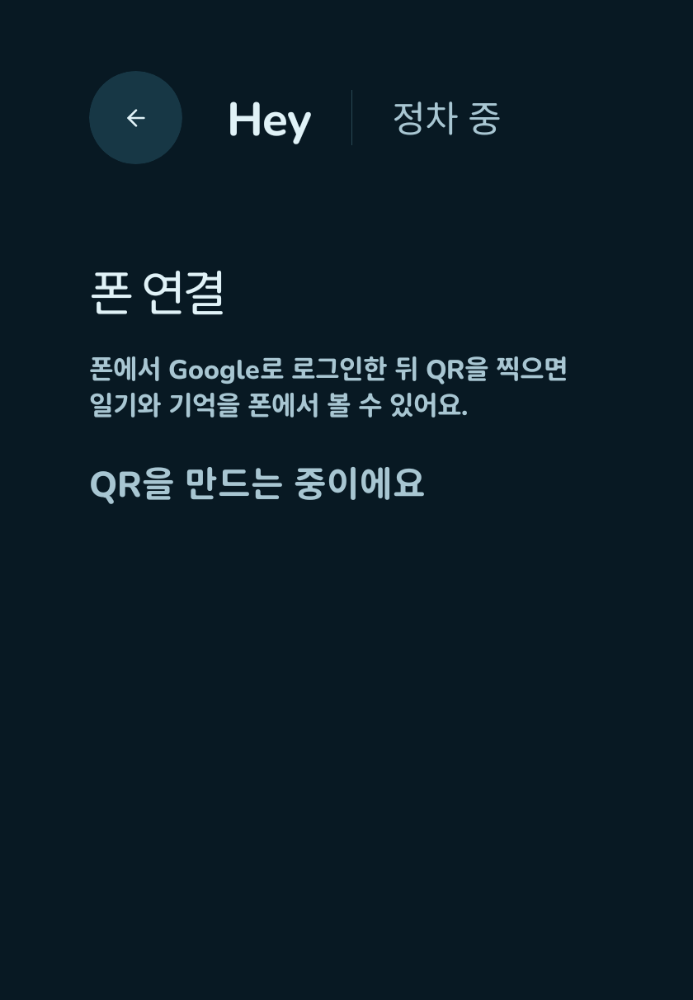 Hey
정차 중
폰 연결
폰에서 Google로 로그인한 뒤 QR을 찍으면
일기와 기억을 폰에서 볼 수 있어요.
QR을 만드는 중이에요